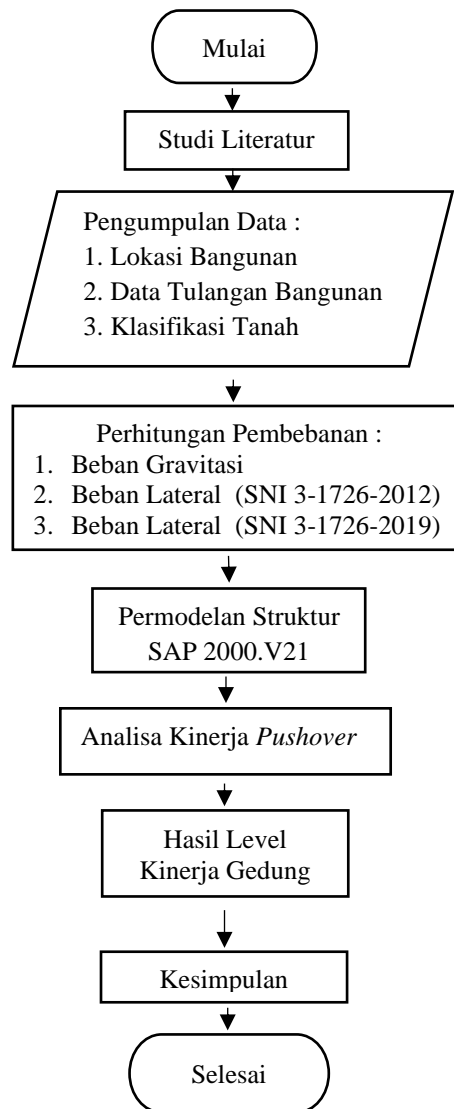 Mulai
Studi Literatur
Pengumpulan Data :
1. Lokasi Bangunan
2. Data Tulangan Bangunan
3. Klasifikasi Tanah
Perhitungan Pembebanan :
1. Beban Gravitasi
2. Beban Lateral (SNI 3-1726-2012)
3. Beban Lateral (SNI 3-1726-2019)
Permodelan Struktur
SAP 2000.V21
Analisa Kinerja Pushover
Hasil Level
Kinerja Gedung
Kesimpulan
Selesai